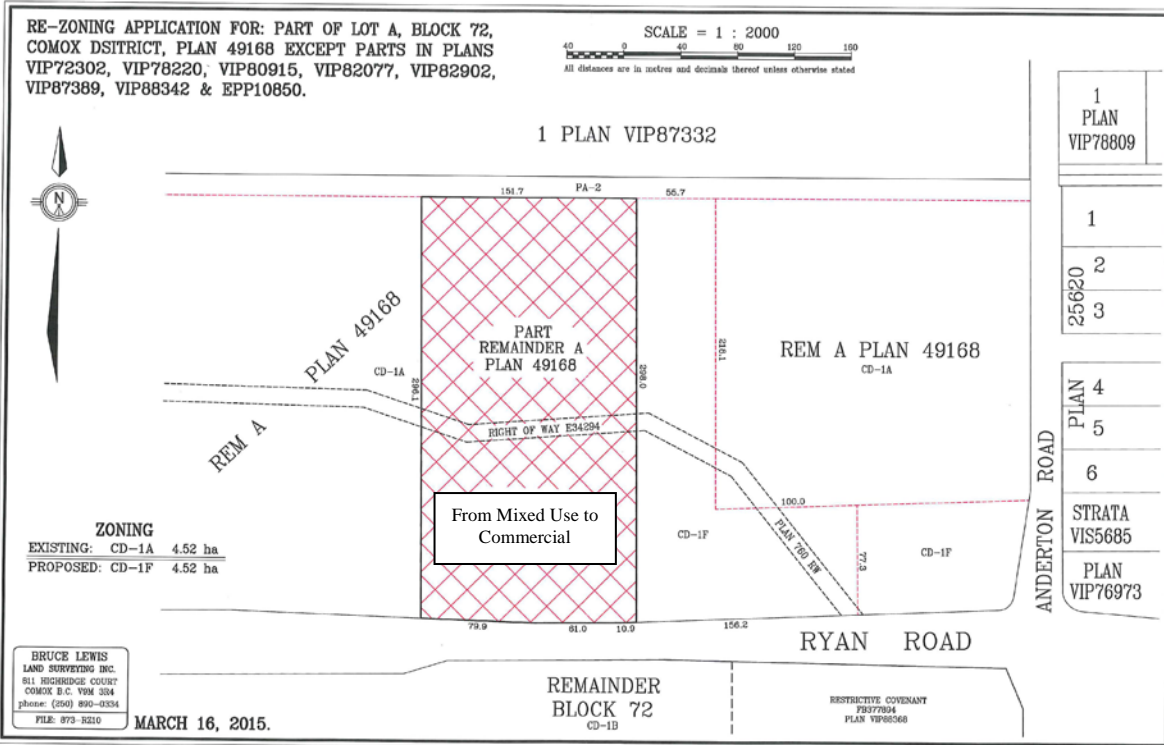 RE-ZONING APPLICATION FOR: PART OF LOT A, BLOCK 72,
COMOX DSITRICT, PLAN 49168 EXCEPT PARTS IN PLANS
VIP72302, VIP78220, VIP80915, VIP82077, VIP82902,
VIP87389, VIP88342 & EPP10850.
SCALE = 1 : 2000
40 0 40 80 120 160
All distances are in metres and decimals thereof unless otherwise stated
1
PLAN
VIP78809
1 PLAN VIP87332
N
151.7
PA-2
55.7
1
2
3
25620
PLAN
4
5
6
STRATA
VIS5685
PLAN
VIP76973
PLAN 49168
REM A
CD-1A
296.1
PART
REMAINDER A
PLAN 49168
298.0
218.1
REM A PLAN 49168
CD-1A
RIGHT OF WAY E34294
From Mixed Use to
Commercial
CD-1F
100.0
PLAN 760 RW
77.3
CD-1F
ANDERTON ROAD
ZONING
EXISTING: CD-1A 4.52 ha
PROPOSED: CD-1F 4.52 ha
79.9
61.0
10.9
156.2
RYAN ROAD
BRUCE LEWIS
LAND SURVEYING INC.
811 HIGHRIDGE COURT
COMOX B.C. V9M 3R4
phone: (250) 890-0334
FILE: 873-RZ10
MARCH 16, 2015.
REMAINDER
BLOCK 72
CD-1B
RESTRICTIVE COVENANT
FB377894
PLAN VIP88368